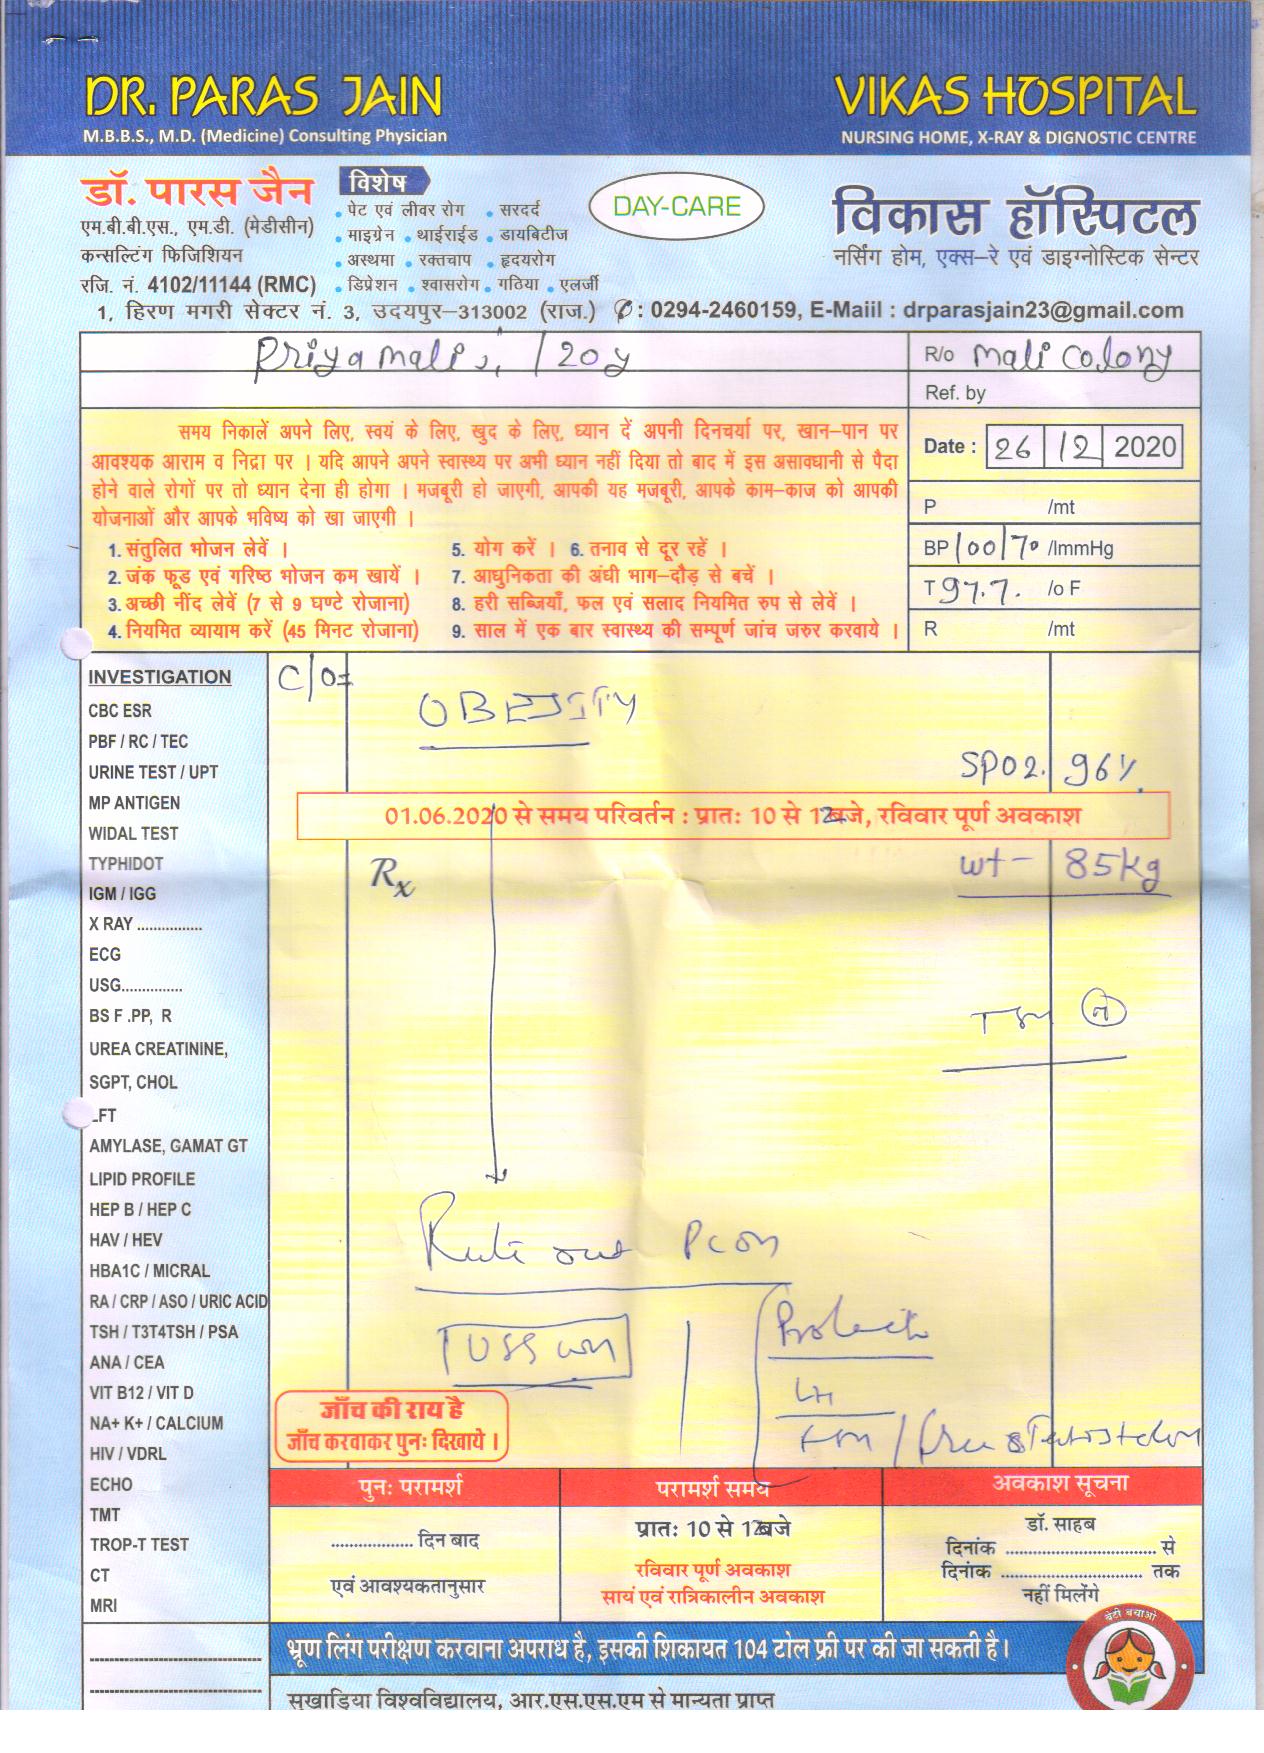 DR. PARAS JAIN
M.B.B.S., M.D. (Medicine) Consulting Physician
VIKAS HOSPITAL
NURSING HOME, X-RAY & DIGNOSTIC CENTRE
डॉ. पारस जैन
एम.बी.बी.एस., एम.डी. (मेडीसीन)
कन्सल्टिंग फिजिशियन
रजि. नं. 4102/11144 (RMC)
विशेष
• पेट एवं लीवर रोग • सरदर्द
• माइग्रेन • थाईराईड • डायबिटीज
• अस्थमा • रक्तचाप • हृदयरोग
• डिप्रेशन • श्वासरोग • गठिया • एलर्जी
DAY-CARE
विकास हॉस्पिटल
नर्सिंग होम, एक्स-रे एवं डाइग्नोस्टिक सेन्टर
1, हिरण मगरी सेक्टर नं. 3, उदयपुर-313002 (राज.) ✆: 0294-2460159, E-Maiil : drparasjain23@gmail.com
Priya mali /20y
R/o mali colony
Ref. by
Date : 26 12 2020
P /mt
BP 100/70 /ImmHg
T 97.7. /o F
R /mt
समय निकालें अपने लिए, स्वयं के लिए, खुद के लिए, ध्यान दें अपनी दिनचर्या पर, खान-पान पर
आवश्यक आराम व निद्रा पर । यदि आपने अपने स्वास्थ्य पर अभी ध्यान नहीं दिया तो बाद में इस असावधानी से पैदा
होने वाले रोगों पर तो ध्यान देना ही होगा । मजबूरी हो जाएगी, आपकी यह मजबूरी, आपके काम-काज को आपकी
योजनाओं और आपके भविष्य को खा जाएगी ।
1. संतुलित भोजन लेवें ।
2. जंक फूड एवं गरिष्ठ भोजन कम खायें ।
3. अच्छी नींद लेवें (7 से 9 घण्टे रोजाना)
4. नियमित व्यायाम करें (45 मिनट रोजाना)
5. योग करें । 6. तनाव से दूर रहें ।
7. आधुनिकता की अंधी भाग-दौड़ से बचें ।
8. हरी सब्जियाँ, फल एवं सलाद नियमित रुप से लेवें ।
9. साल में एक बार स्वास्थ्य की सम्पूर्ण जांच जरुर करवाये ।
INVESTIGATION
CBC ESR
PBF / RC / TEC
URINE TEST / UPT
MP ANTIGEN
WIDAL TEST
TYPHIDOT
IGM / IGG
X RAY ................
ECG
USG...............
BS F .PP, R
UREA CREATININE,
SGPT, CHOL
LFT
AMYLASE, GAMAT GT
LIPID PROFILE
HEP B / HEP C
HAV / HEV
HBA1C / MICRAL
RA / CRP / ASO / URIC ACID
TSH / T3T4TSH / PSA
ANA / CEA
VIT B12 / VIT D
NA+ K+ / CALCIUM
HIV / VDRL
ECHO
TMT
TROP-T TEST
CT
MRI
C/O=
OBESITY
SPO2. 96%
01.06.2020 से समय परिवर्तन : प्रातः 10 से 12 बजे, रविवार पूर्ण अवकाश
Rx
wt - 85kg
TSH (N)
Rule out PCOD
USG
Prolactin
LH
/ Free Testosteron
जाँच की राय है
जाँच करवाकर पुनः दिखाये ।
पुनः परामर्श
.................. दिन बाद
एवं आवश्यकतानुसार
परामर्श समय
प्रातः 10 से 12 बजे
रविवार पूर्ण अवकाश
सायं एवं रात्रिकालीन अवकाश
अवकाश सूचना
डॉ. साहब
दिनांक ................................ से
दिनांक .............................. तक
नहीं मिलेंगे
भ्रूण लिंग परीक्षण करवाना अपराध है, इसकी शिकायत 104 टोल फ्री पर की जा सकती है।
बेटी बचाओ
सुखाड़िया विश्वविद्यालय, आर.एस.एस.एम से मान्यता प्राप्त